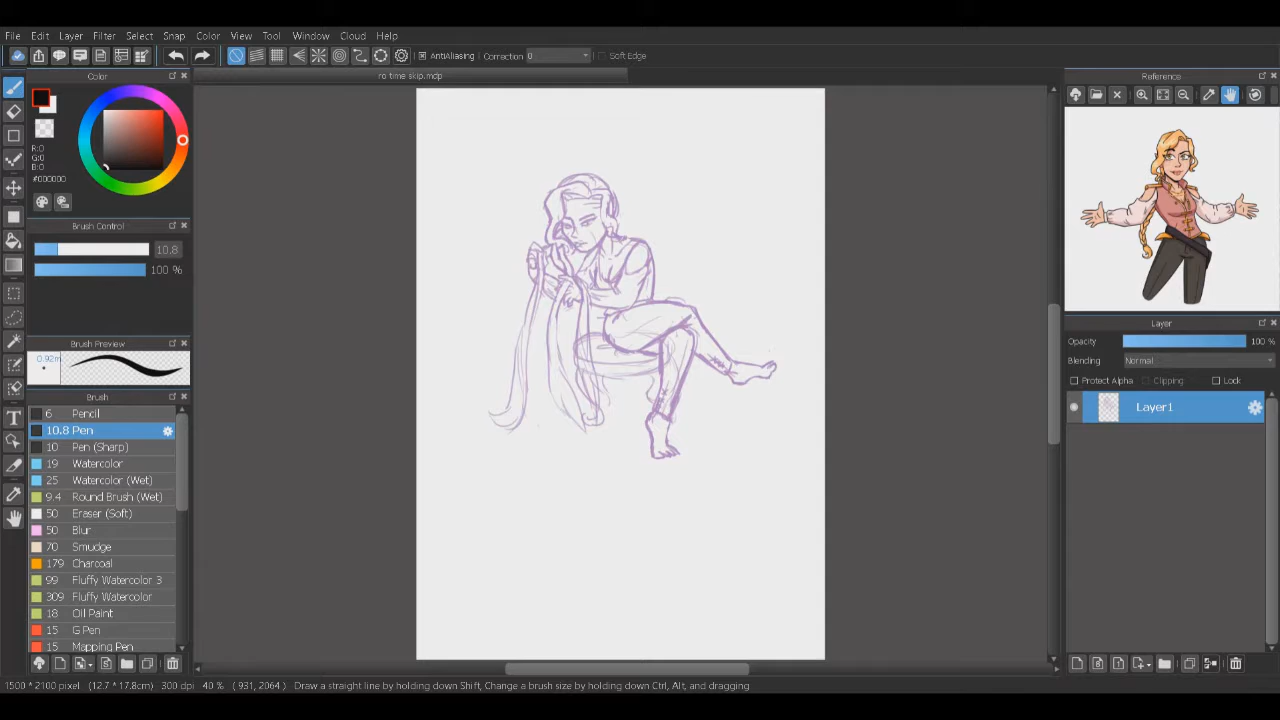 File Edit Layer Filter Select Snap Color View Tool Window Cloud Help
AntiAliasing Correction 0 Soft Edge
Color
ro time skip.mdp
Reference
R:0
G:0
B:0
#000000
Brush Control
10.8
100 %
Brush Preview
0.92m
Brush
6 Pencil
10.8 Pen
10 Pen (Sharp)
19 Watercolor
25 Watercolor (Wet)
9.4 Round Brush (Wet)
50 Eraser (Soft)
50 Blur
70 Smudge
179 Charcoal
99 Fluffy Watercolor 3
309 Fluffy Watercolor
18 Oil Paint
15 G Pen
15 Mapping Pen
Layer
Opacity 100 %
Blending Normal
Protect Alpha Clipping Lock
Layer1
1500 * 2100 pixel (12.7 * 17.8cm) 300 dpi 40 % ( 931, 2064 ) Draw a straight line by holding down Shift, Change a brush size by holding down Ctrl, Alt, and dragging